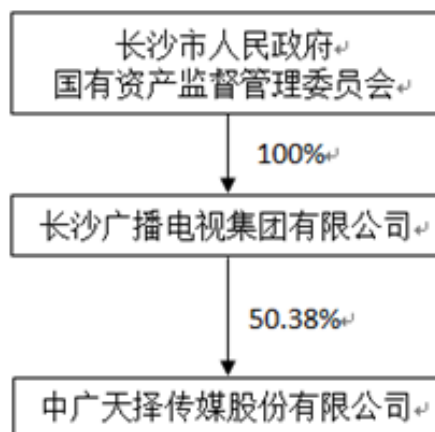 长沙市人民政府
国有资产监督管理委员会
100%
长沙广播电视集团有限公司
50.38%
中广天择传媒股份有限公司